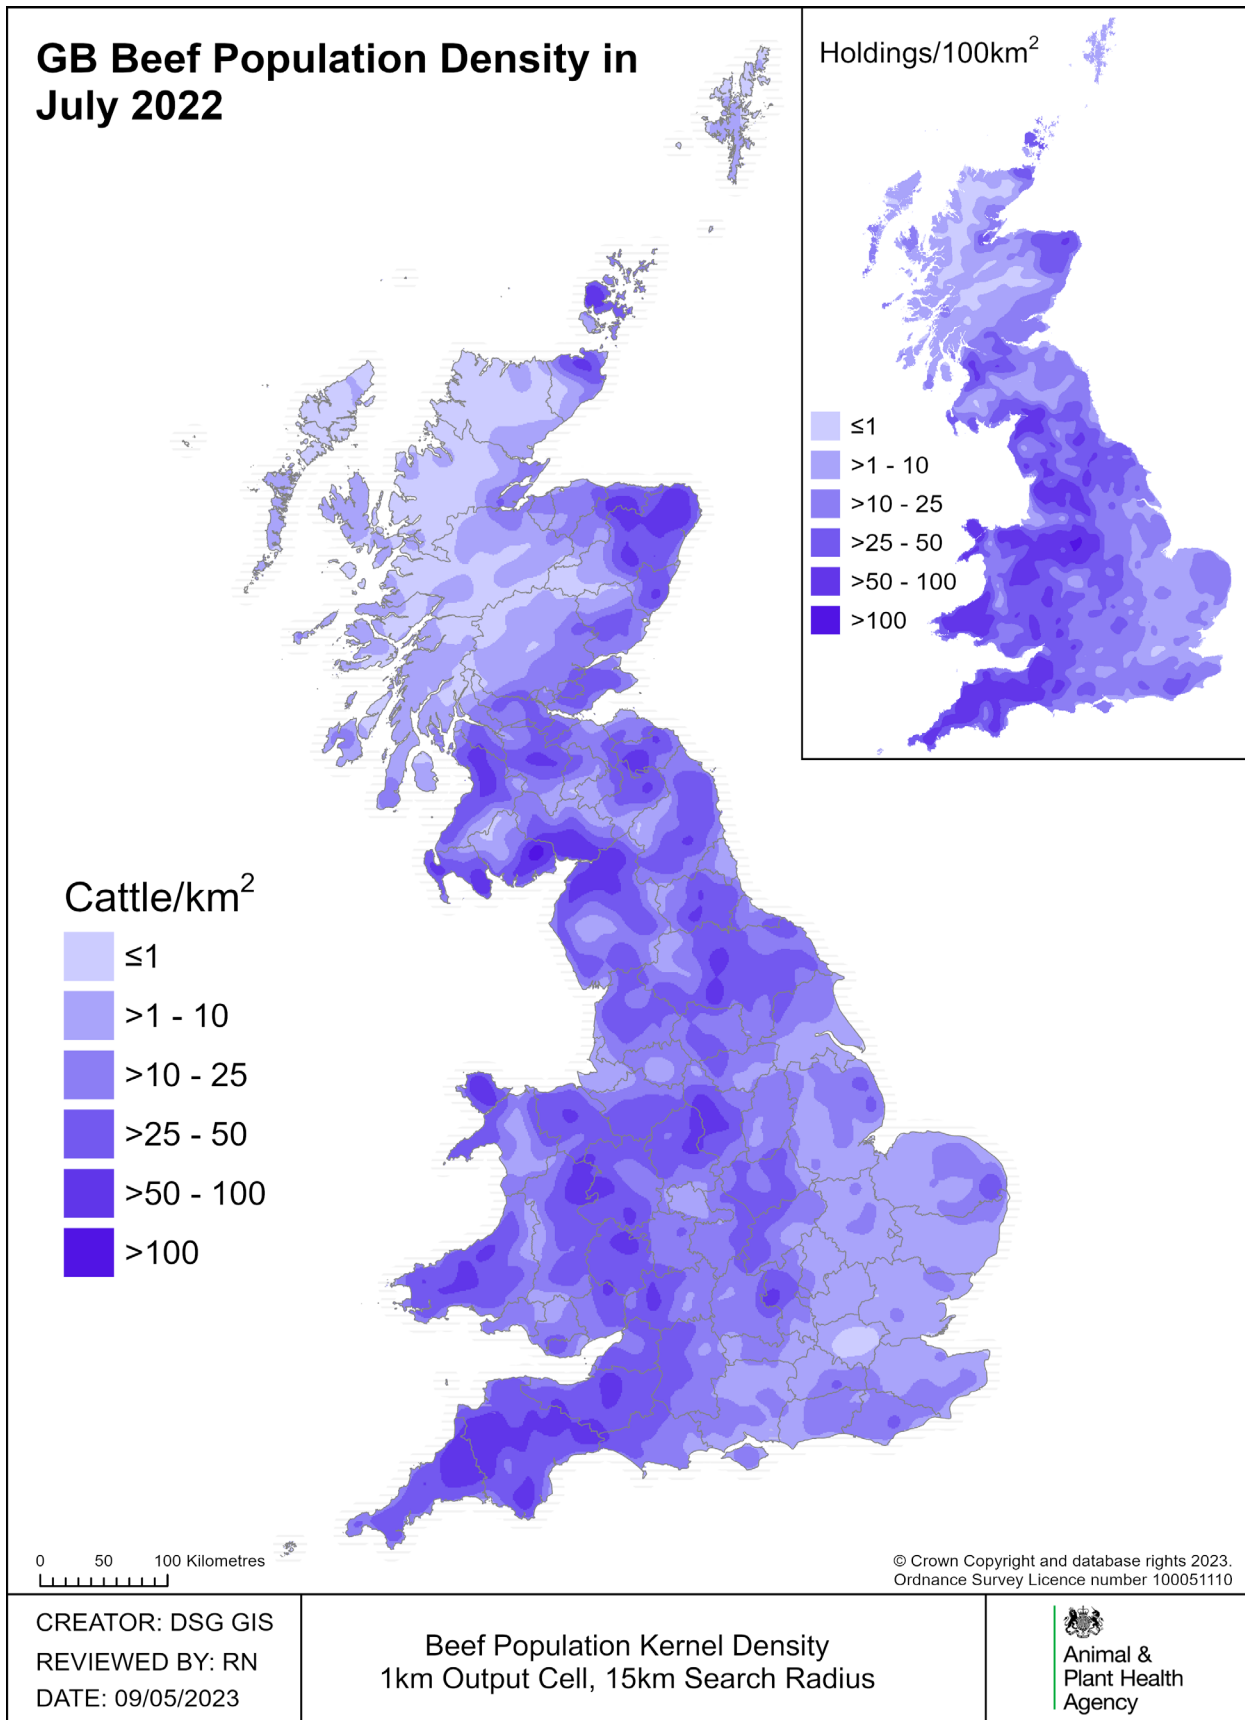 GB Beef Population Density in
July 2022
Holdings/100km²
≤1
>1 - 10
>10 - 25
>25 - 50
>50 - 100
>100
Cattle/km²
≤1
>1 - 10
>10 - 25
>25 - 50
>50 - 100
>100
0 50 100 Kilometres
© Crown Copyright and database rights 2023.
Ordnance Survey Licence number 100051110
CREATOR: DSG GIS
REVIEWED BY: RN
DATE: 09/05/2023
Beef Population Kernel Density
1km Output Cell, 15km Search Radius
Animal &
Plant Health
Agency